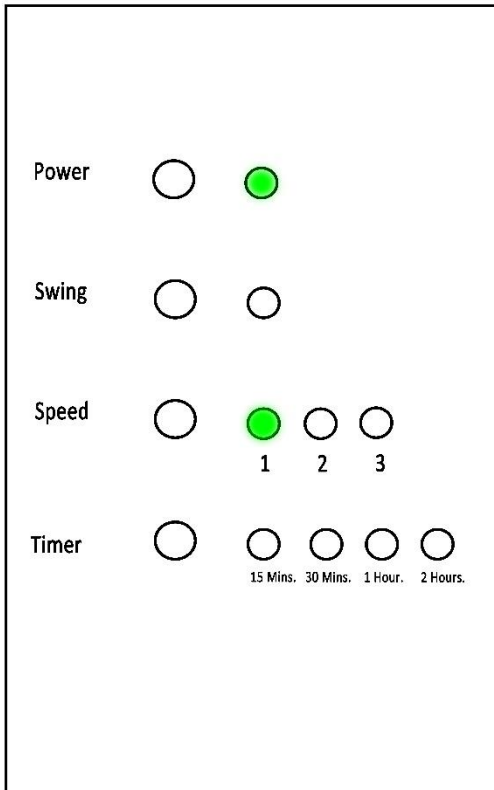 Power
Swing
Speed
1 2 3
Timer
15 Mins. 30 Mins. 1 Hour. 2 Hours.